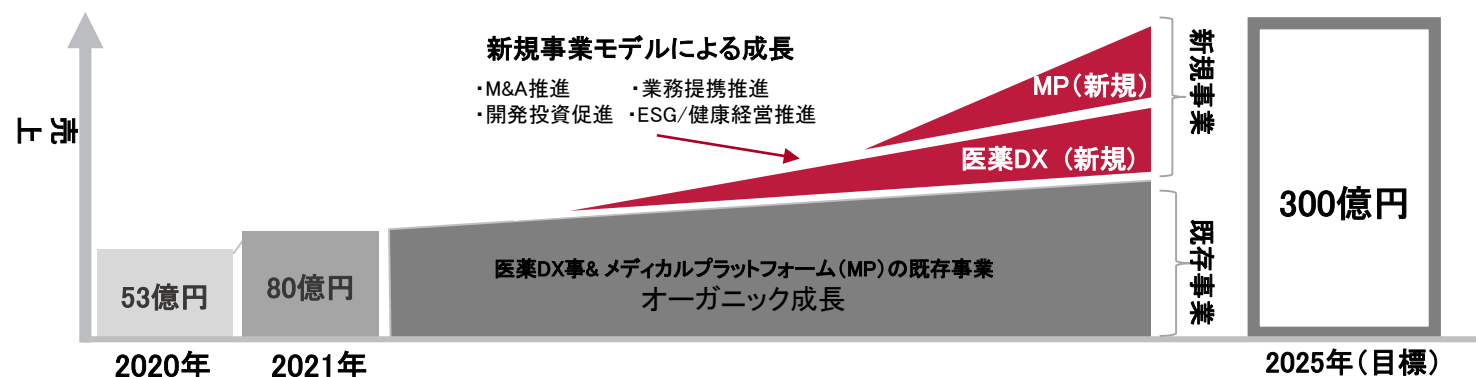 売上
新規事業モデルによる成長
・M&A推進 ・業務提携推進
・開発投資促進 ・ESG/健康経営推進
MP(新規)
医薬DX (新規)
新規事業
既存事業
医薬DX事& メディカルプラットフォーム(MP)の既存事業
オーガニック成長
53億円
80億円
300億円
2020年
2021年
2025年(目標)